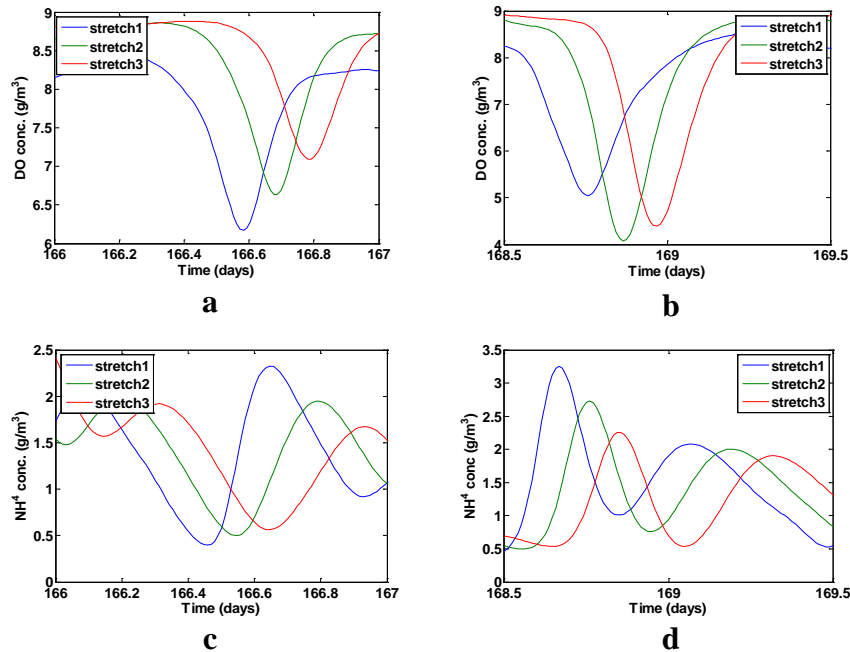 9
8.5
8
7.5
7
6.5
6
DO conc. (g/m³)
stretch1
stretch2
stretch3
166 166.2 166.4 166.6 166.8 167
Time (days)
a
9
8
7
6
5
4
DO conc. (g/m³)
stretch1
stretch2
stretch3
168.5 169 169.5
Time (days)
b
2.5
2
1.5
1
0.5
0
NH⁴ conc. (g/m³)
stretch1
stretch2
stretch3
166 166.2 166.4 166.6 166.8 167
Time (days)
c
3.5
3
2.5
2
1.5
1
0.5
0
NH⁴ conc (g/m³)
stretch1
stretch2
stretch3
168.5 169 169.5
Time (days)
d